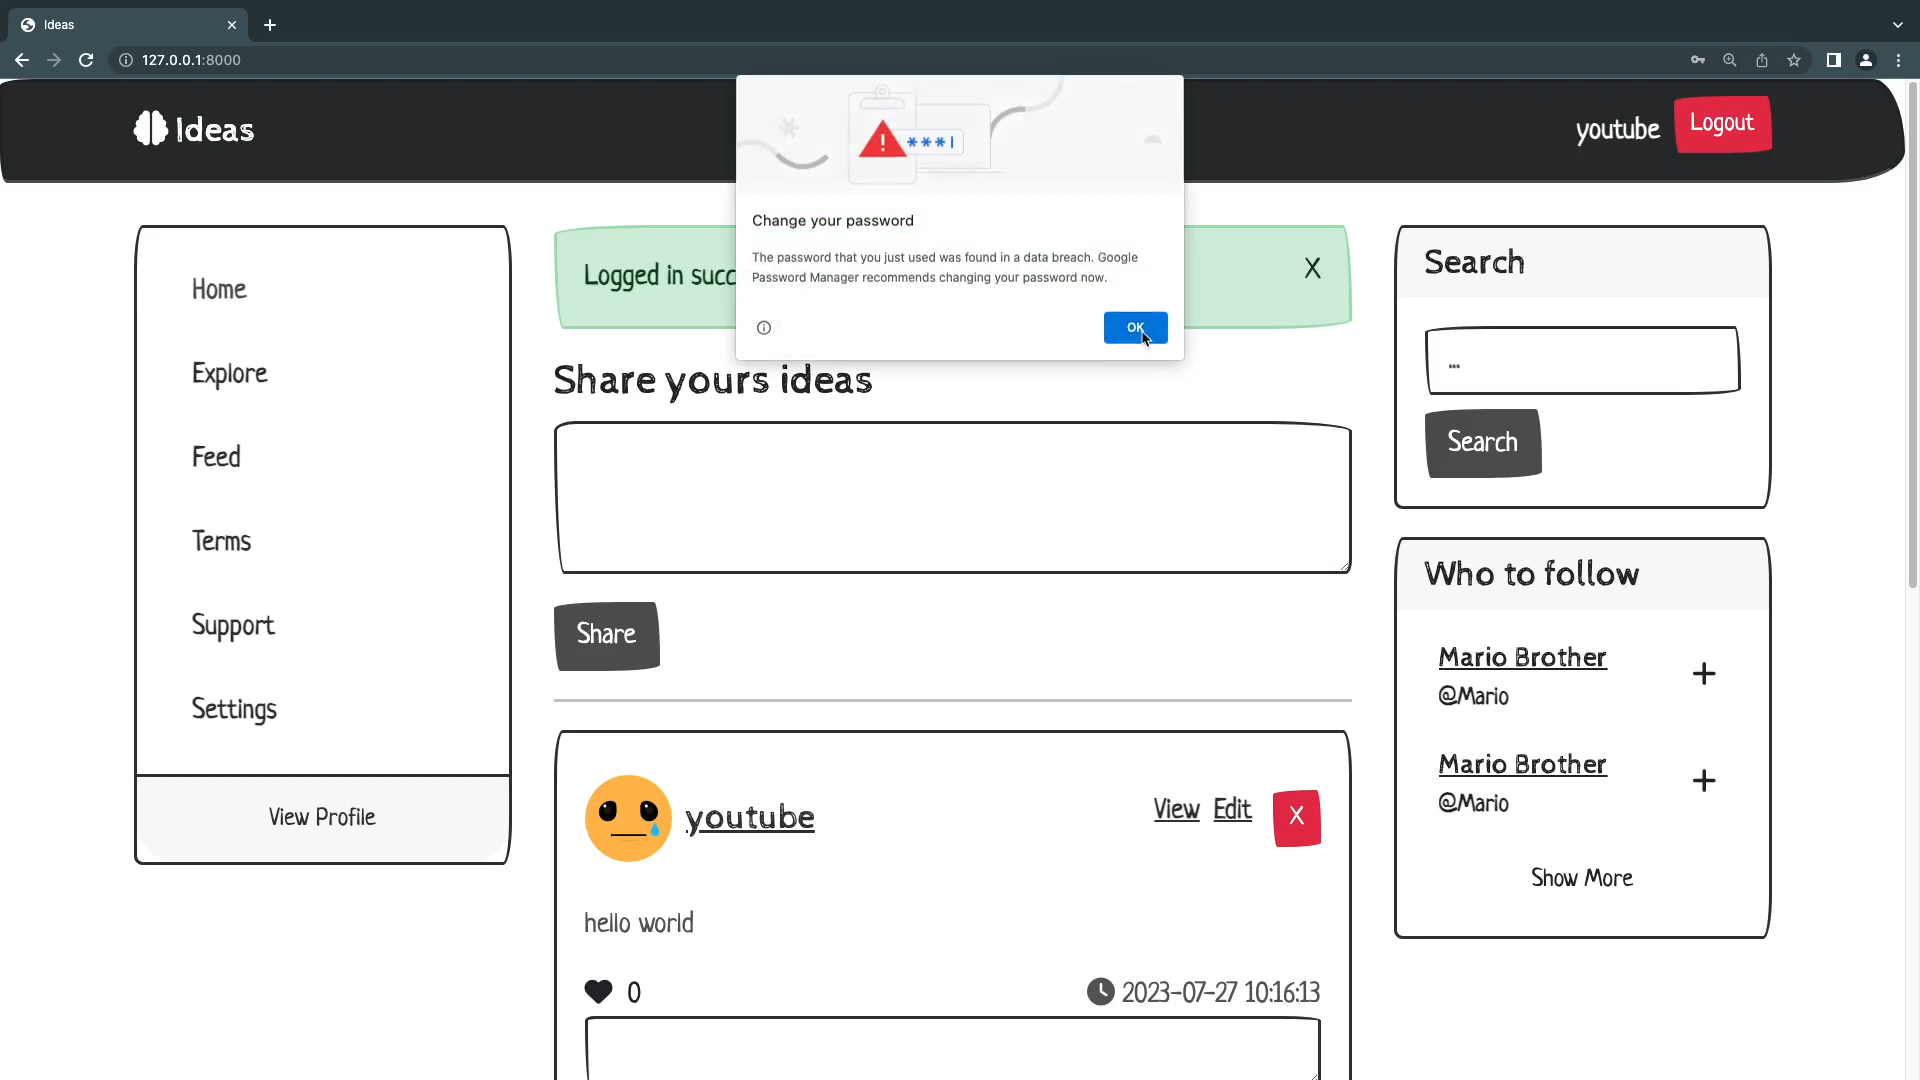 Ideas
127.0.0.1:8000
Ideas
youtube
Logout
***|
Change your password
The password that you just used was found in a data breach. Google
Password Manager recommends changing your password now.
OK
Home
Explore
Feed
Terms
Support
Settings
View Profile
Logged in succ
X
Share yours ideas
Share
youtube
View Edit X
hello world
0
2023-07-27 10:16:13
Search
...
Search
Who to follow
Mario Brother
@Mario
+
Mario Brother
@Mario
+
Show More